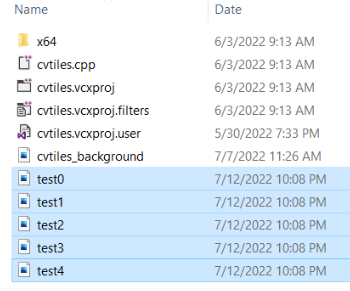 Name Date
x64 6/3/2022 9:13 AM
cvtiles.cpp 6/3/2022 9:13 AM
cvtiles.vcxproj 6/3/2022 9:13 AM
cvtiles.vcxproj.filters 6/3/2022 9:13 AM
cvtiles.vcxproj.user 5/30/2022 7:33 PM
cvtiles_background 7/7/2022 11:26 AM
test0 7/12/2022 10:08 PM
test1 7/12/2022 10:08 PM
test2 7/12/2022 10:08 PM
test3 7/12/2022 10:08 PM
test4 7/12/2022 10:08 PM